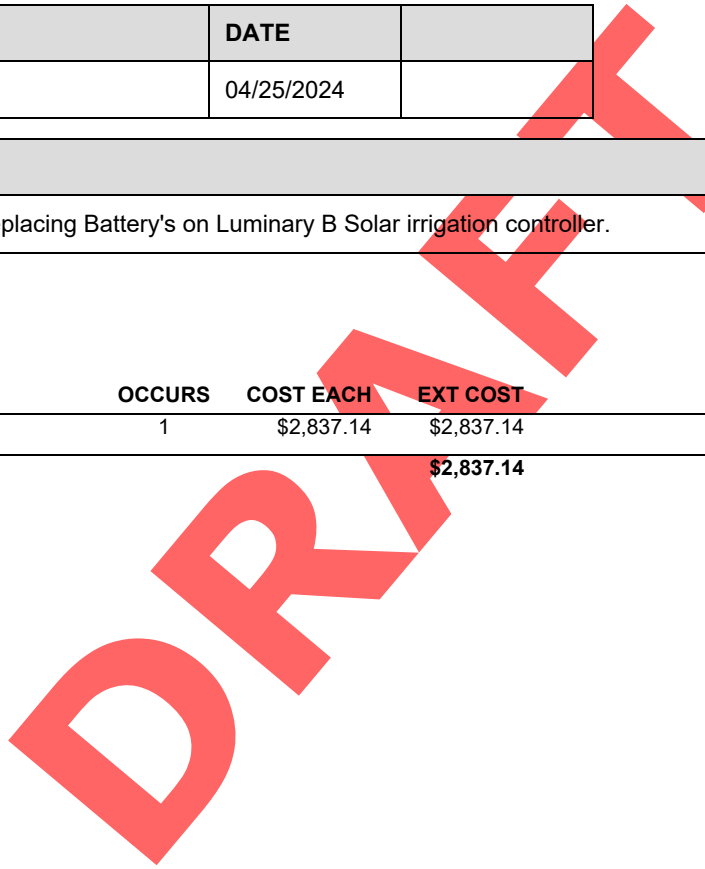 DATE
04/25/2024
placing Battery's on Luminary B Solar irrigation controller.
OCCURS COST EACH EXT COST
1 $2,837.14 $2,837.14
$2,837.14
DRAFT